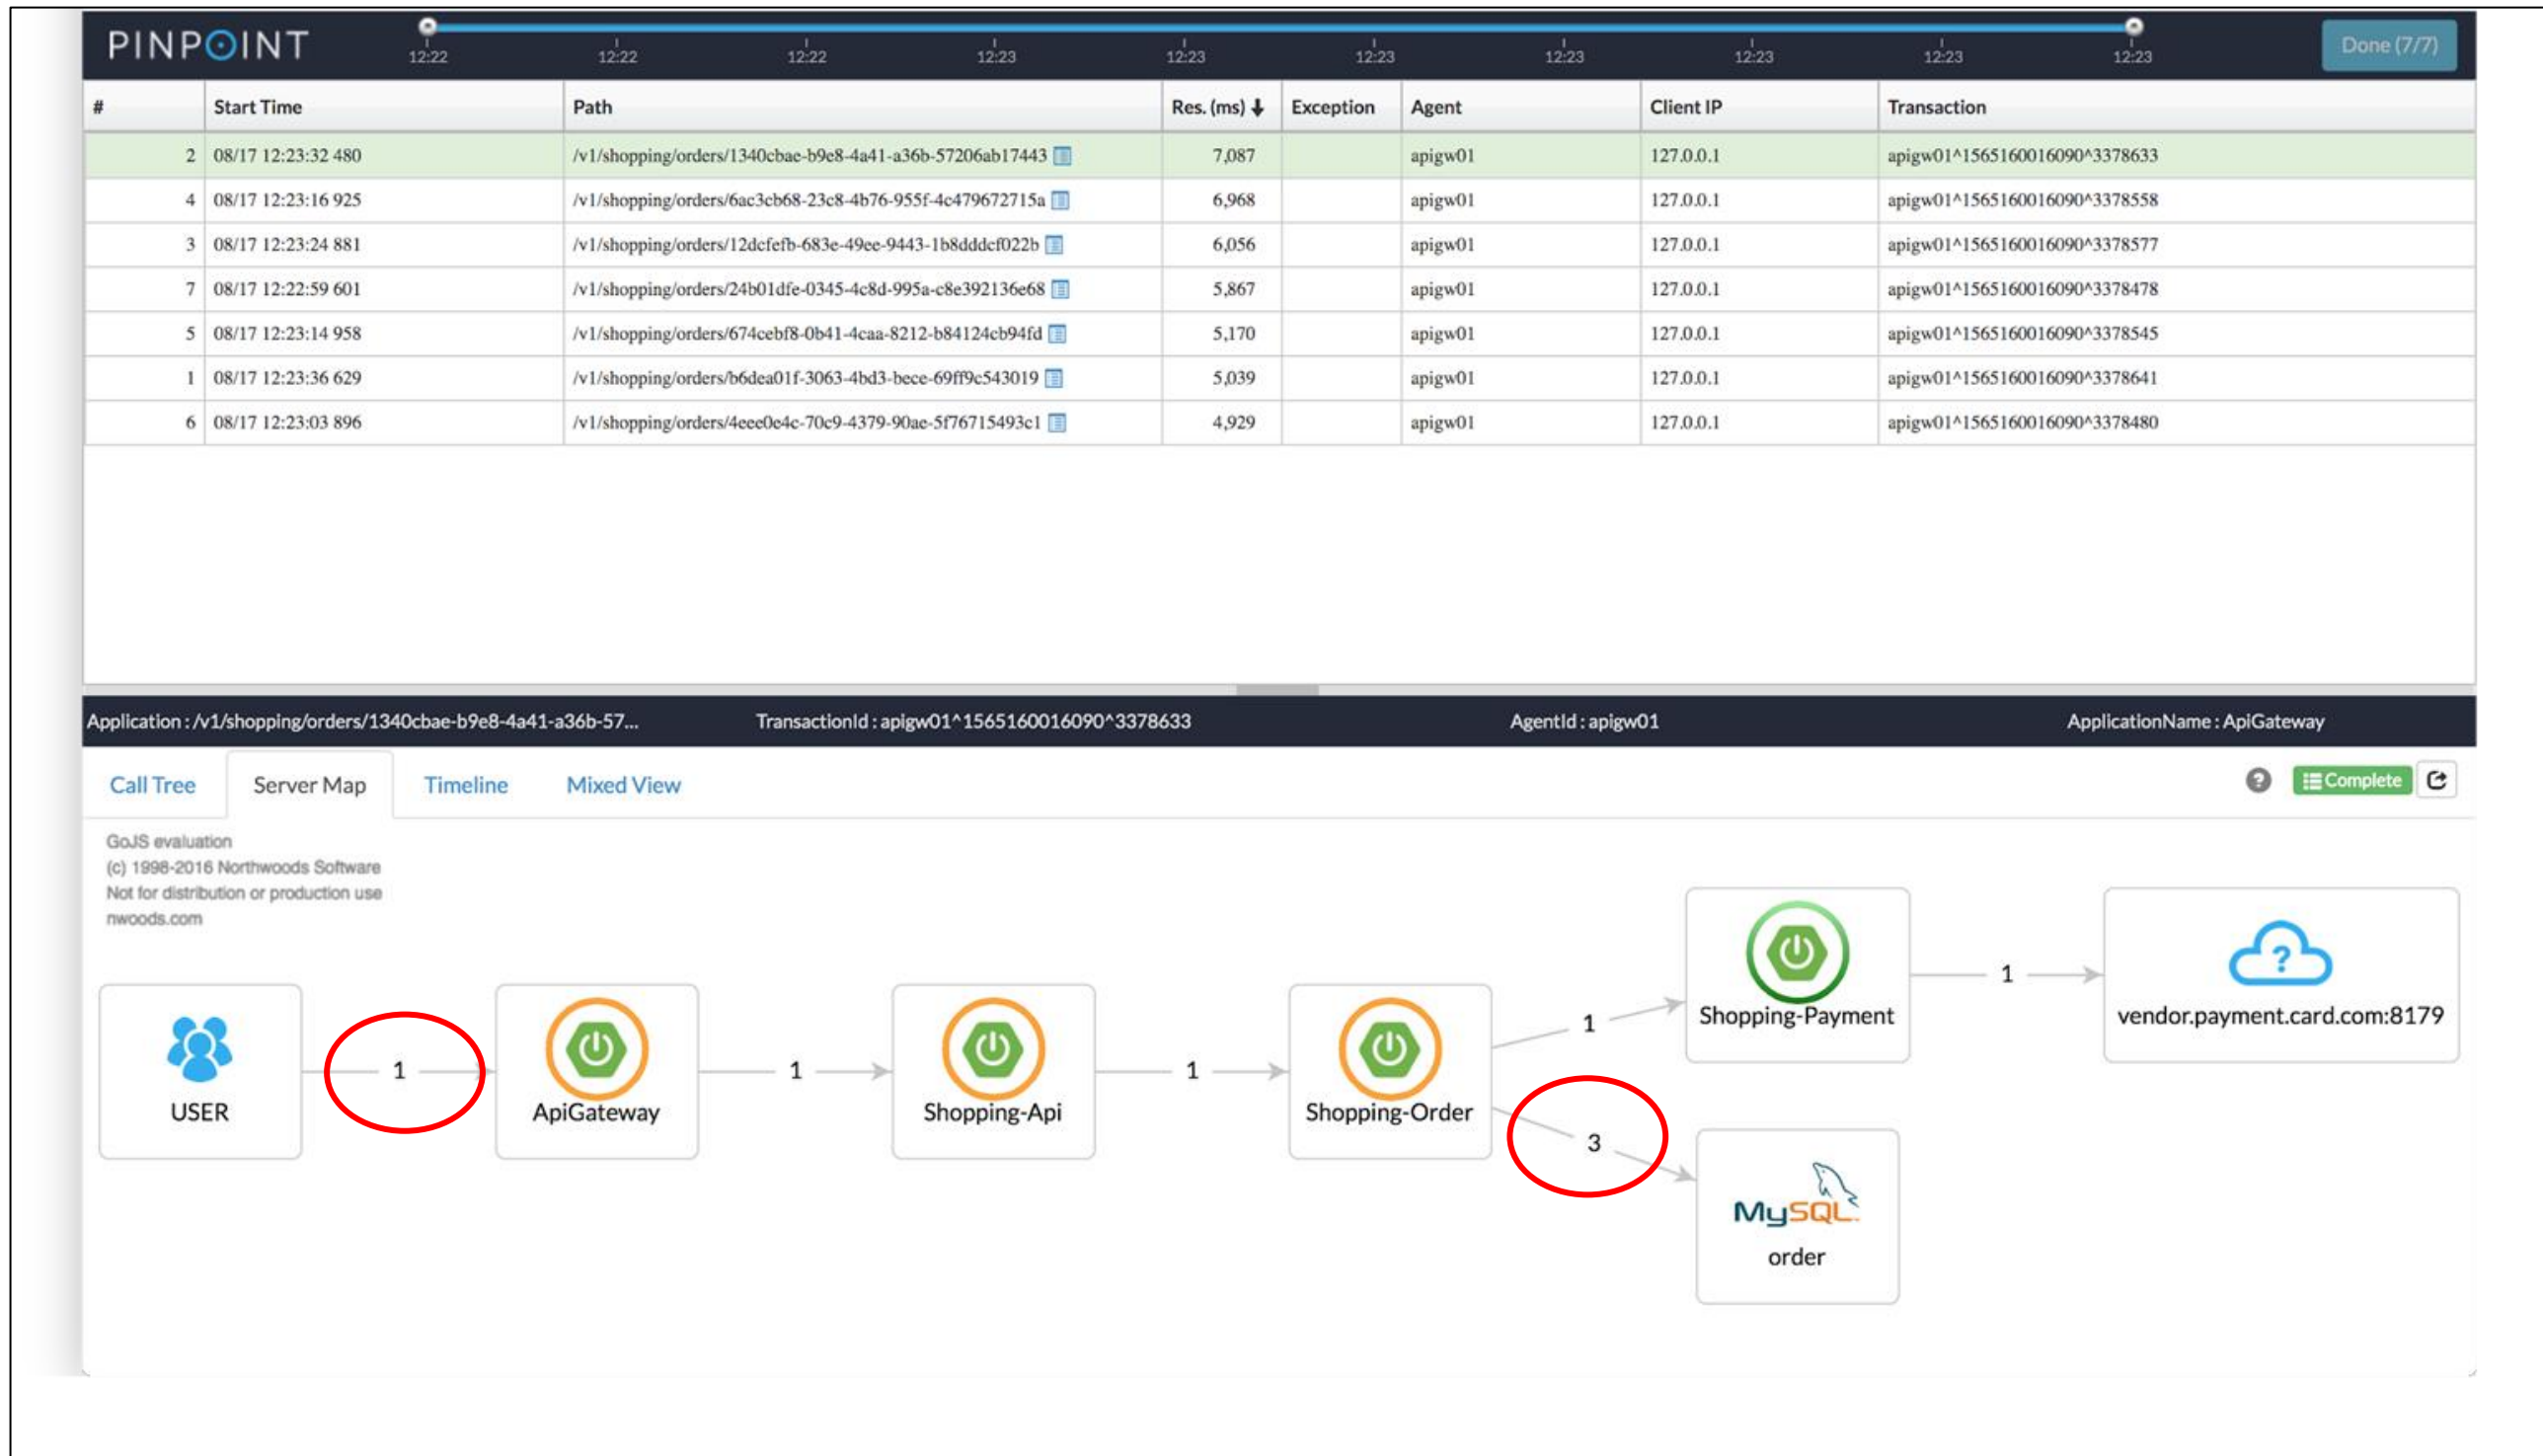 PINPOINT
12:22 12:22 12:22 12:23 12:23 12:23 12:23 12:23 12:23 12:23
Done (7/7)
# Start Time Path Res. (ms) Exception Agent Client IP Transaction
2 08/17 12:23:32 480 /v1/shopping/orders/1340cbae-b9e8-4a41-a36b-57206ab17443 7,087 apigw01 127.0.0.1 apigw01^1565160016090^3378633
4 08/17 12:23:16 925 /v1/shopping/orders/6ac3cb68-23c8-4b76-955f-4c479672715a 6,968 apigw01 127.0.0.1 apigw01^1565160016090^3378558
3 08/17 12:23:24 881 /v1/shopping/orders/12dcfefb-683e-49ee-9443-1b8dddcf022b 6,056 apigw01 127.0.0.1 apigw01^1565160016090^3378577
7 08/17 12:22:59 601 /v1/shopping/orders/24b01dfe-0345-4c8d-995a-c8e392136e68 5,867 apigw01 127.0.0.1 apigw01^1565160016090^3378478
5 08/17 12:23:14 958 /v1/shopping/orders/674cebf8-0b41-4caa-8212-b84124cb94fd 5,170 apigw01 127.0.0.1 apigw01^1565160016090^3378545
1 08/17 12:23:36 629 /v1/shopping/orders/b6dea01f-3063-4bd3-bece-69ff9c543019 5,039 apigw01 127.0.0.1 apigw01^1565160016090^3378641
6 08/17 12:23:03 896 /v1/shopping/orders/4eee0e4c-70c9-4379-90ae-5f76715493c1 4,929 apigw01 127.0.0.1 apigw01^1565160016090^3378480
Application : /v1/shopping/orders/1340cbae-b9e8-4a41-a36b-57... TransactionId : apigw01^1565160016090^3378633 AgentId : apigw01 ApplicationName : ApiGateway
Call Tree Server Map Timeline Mixed View ? Complete
GoJS evaluation
(c) 1998-2016 Northwoods Software
Not for distribution or production use
nwoods.com
USER
1
ApiGateway
1
Shopping-Api
1
Shopping-Order
1
Shopping-Payment
1
?
vendor.payment.card.com:8179
3
MySQL
order